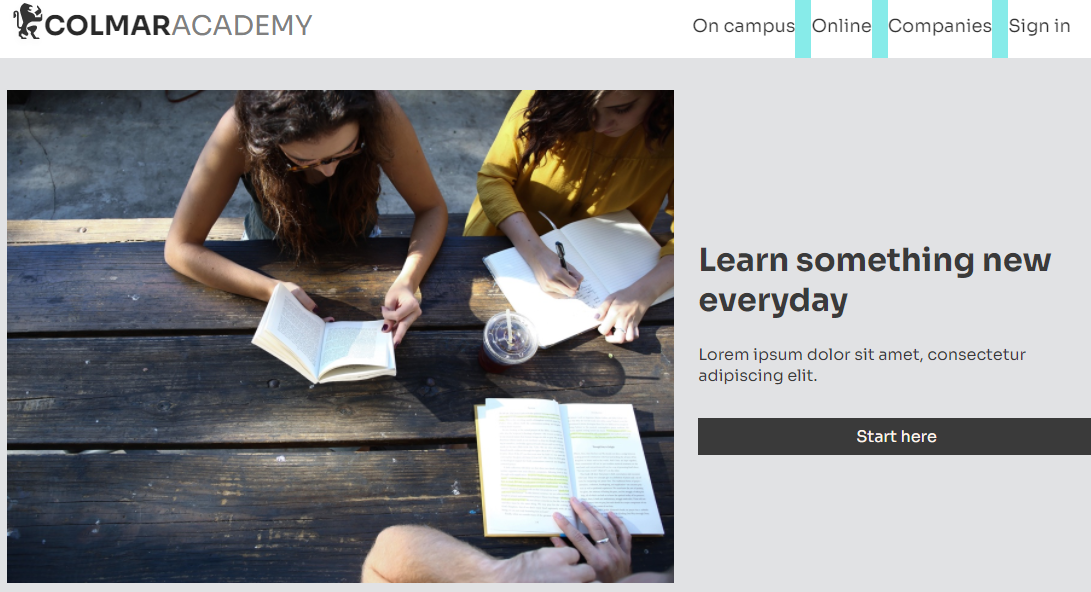 COLMARACADEMY
On campus Online Companies Sign in
Learn something new
everyday
Lorem ipsum dolor sit amet, consectetur
adipiscing elit.
Start here